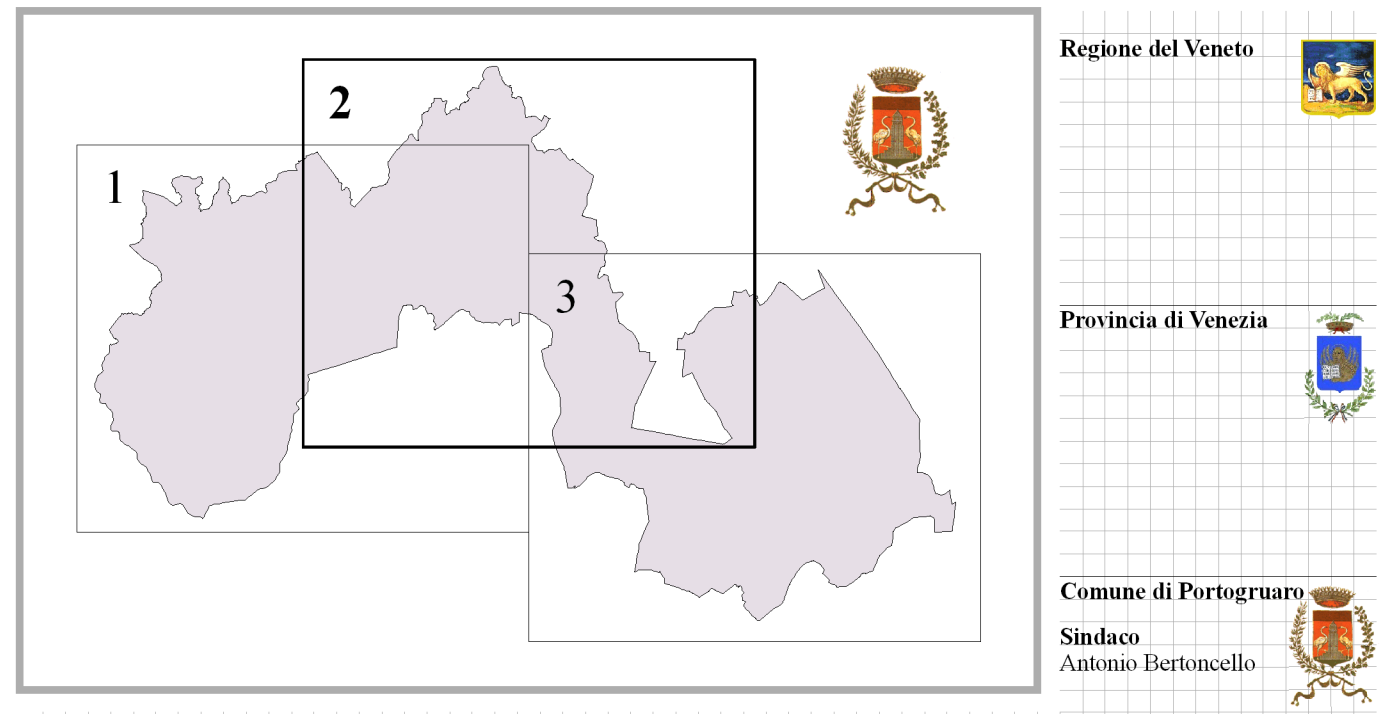 2
1
3
Regione del Veneto
Provincia di Venezia
Comune di Portogruaro
Sindaco
Antonio Bertoncello